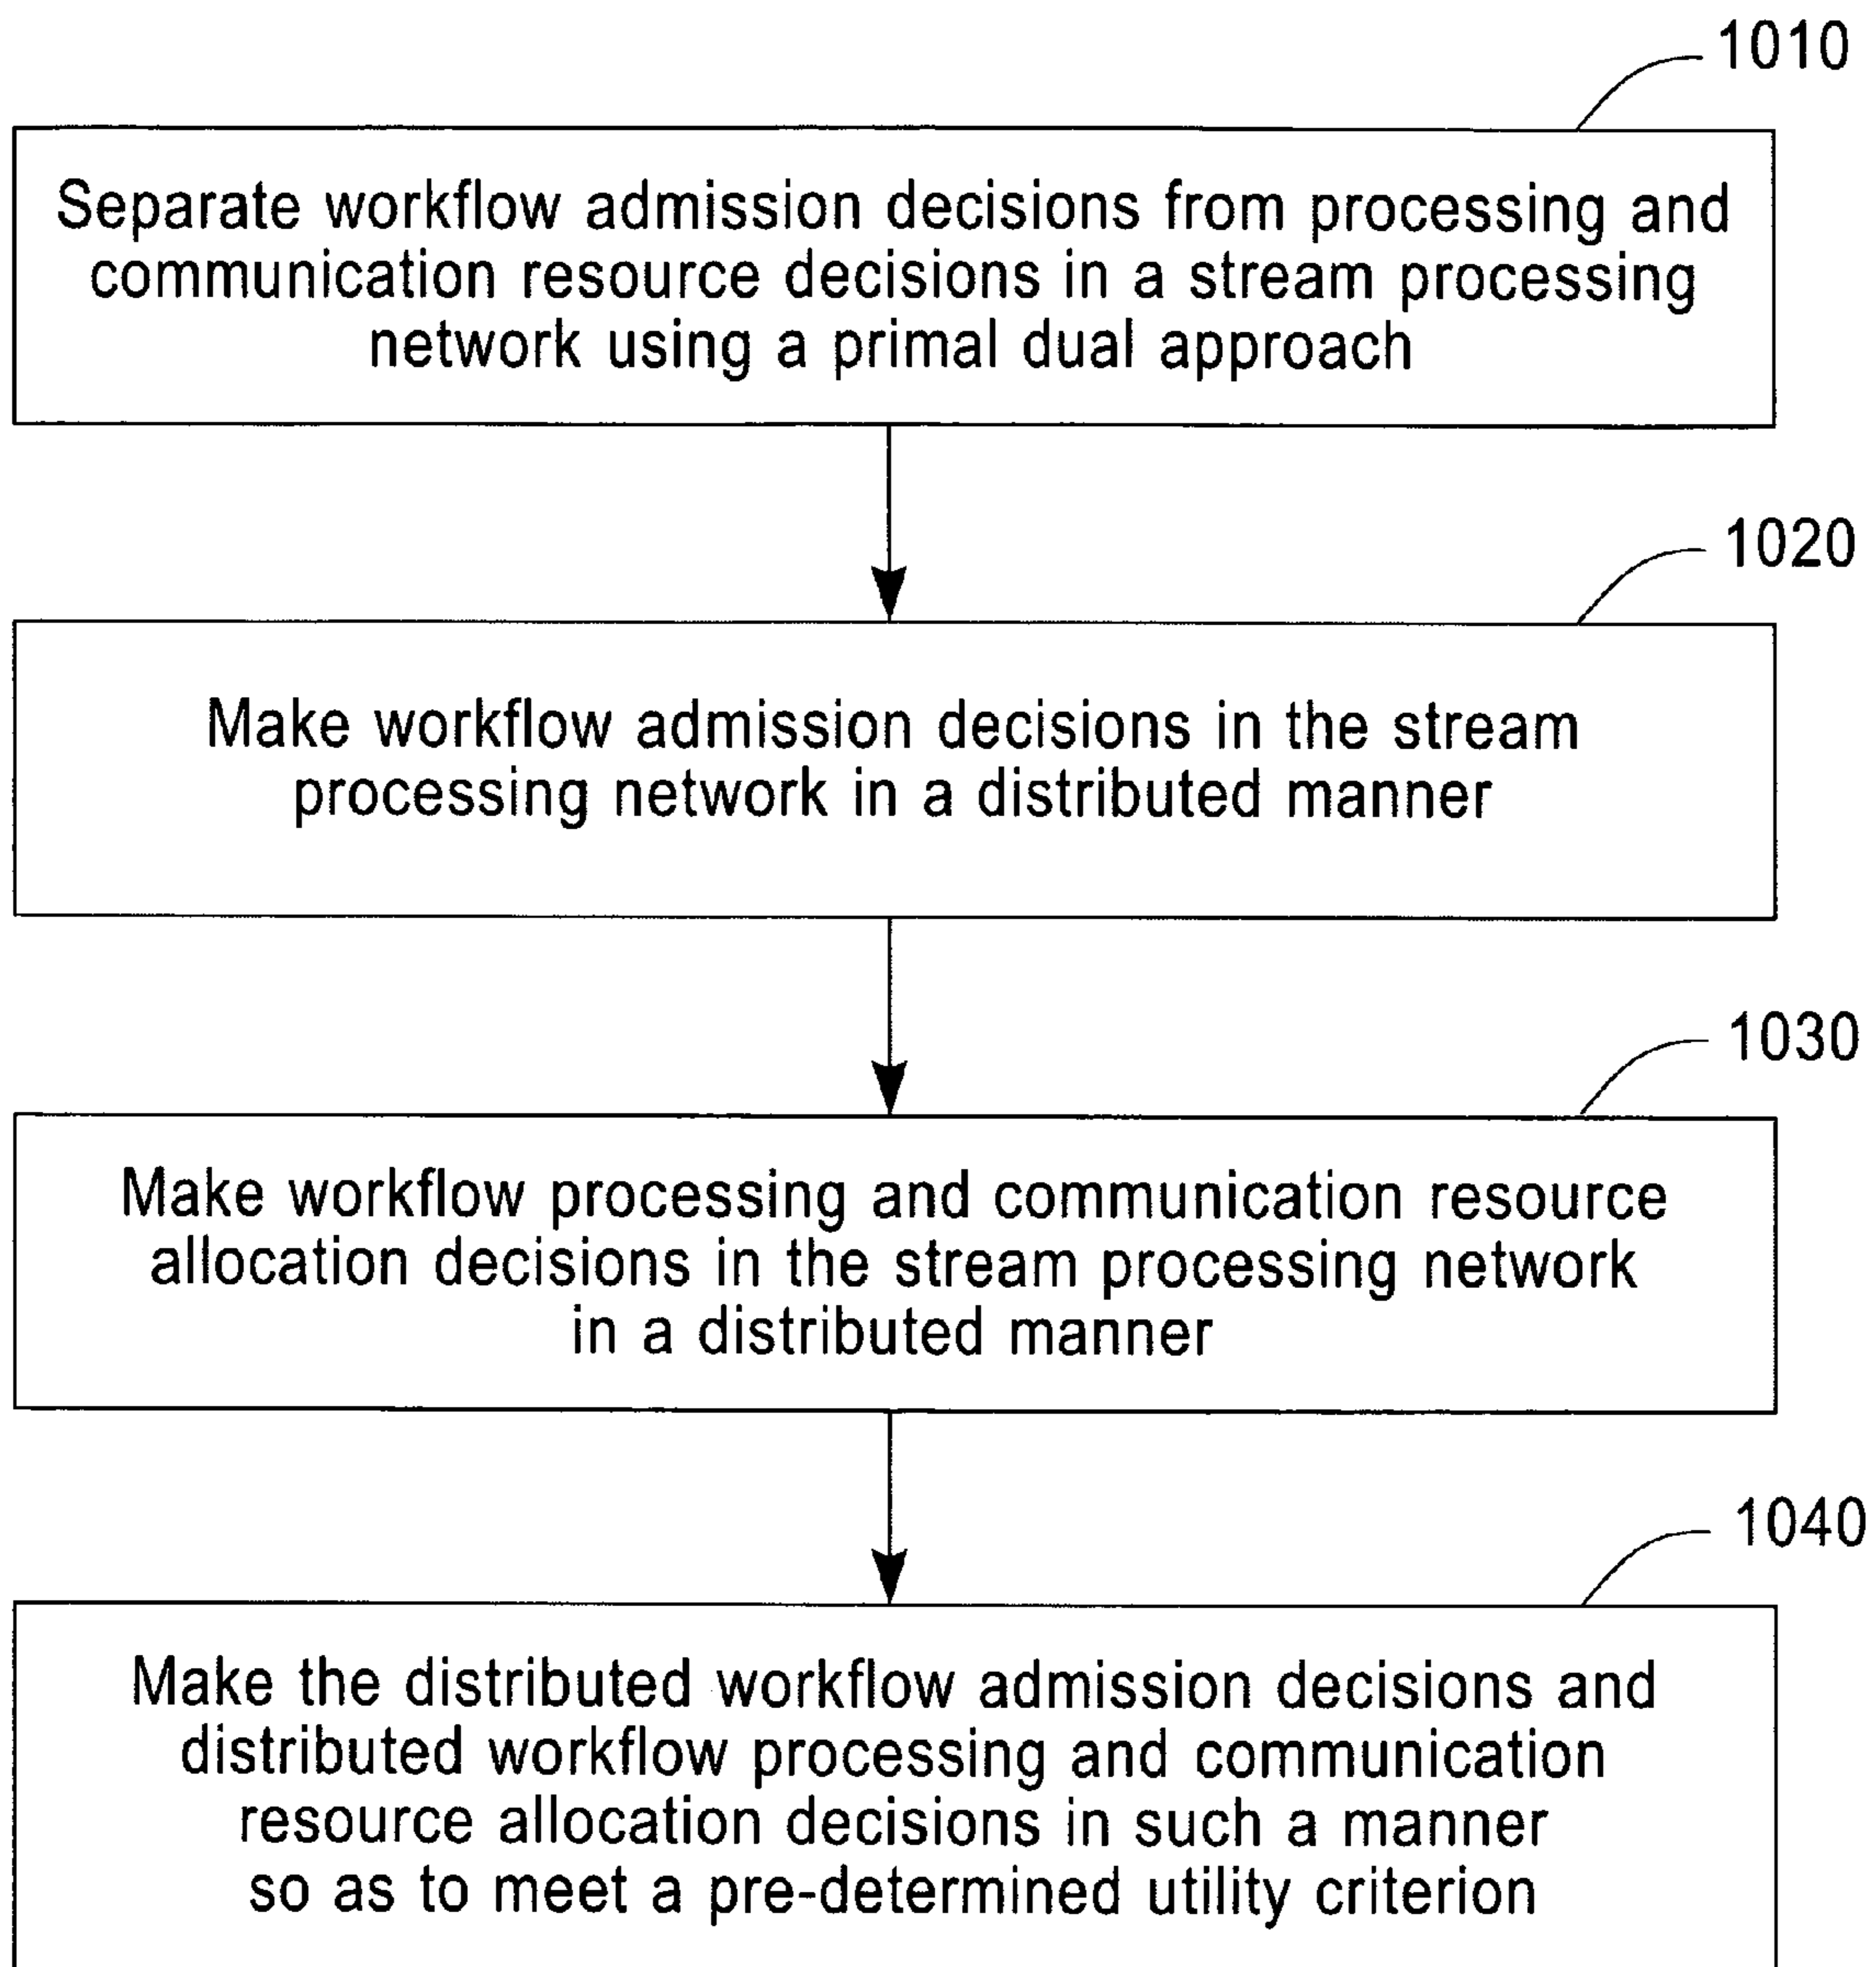 1010
Separate workflow admission decisions from processing and
communication resource decisions in a stream processing
network using a primal dual approach
1020
Make workflow admission decisions in the stream
processing network in a distributed manner
1030
Make workflow processing and communication resource
allocation decisions in the stream processing network
in a distributed manner
1040
Make the distributed workflow admission decisions and
distributed workflow processing and communication
resource allocation decisions in such a manner
so as to meet a pre-determined utility criterion